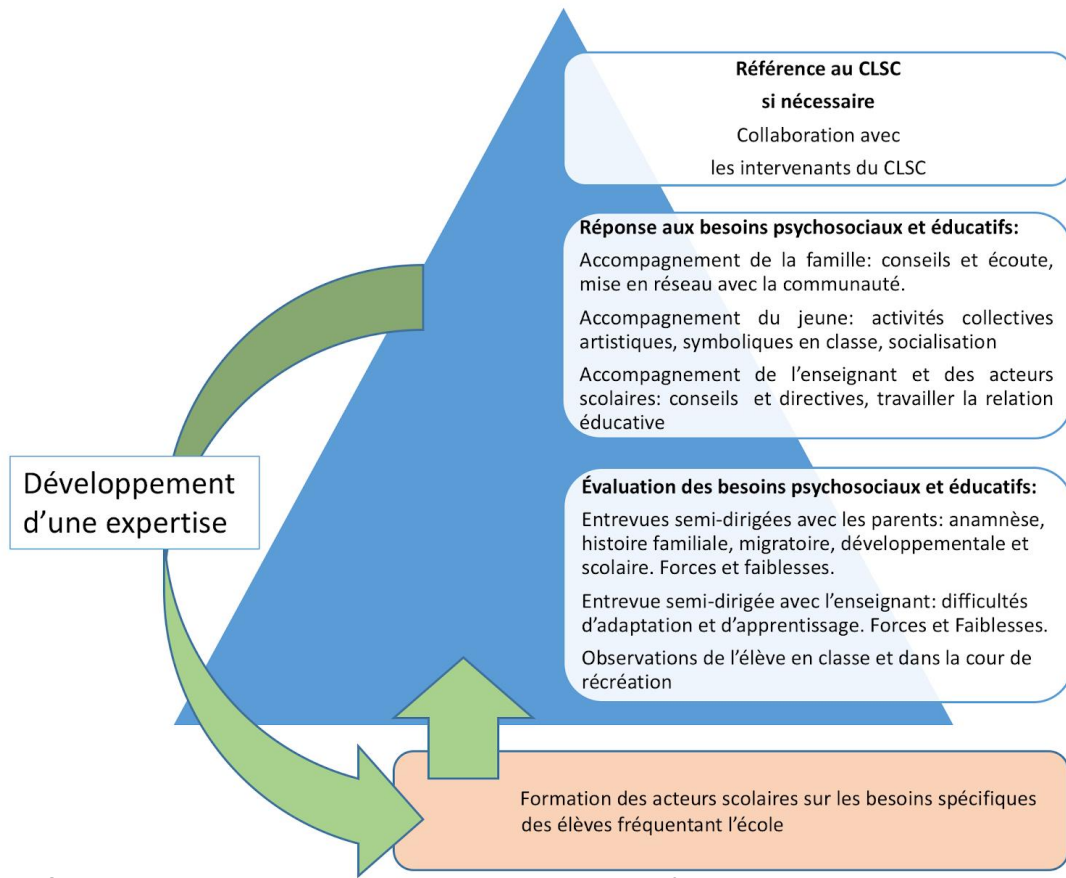 Référence au CLSC
si nécessaire
Collaboration avec
les intervenants du CLSC
Réponse aux besoins psychosociaux et éducatifs:
Accompagnement de la famille: conseils et écoute,
mise en réseau avec la communauté.
Accompagnement du jeune: activités collectives
artistiques, symboliques en classe, socialisation
Accompagnement de l’enseignant et des acteurs
scolaires: conseils et directives, travailler la relation
éducative
Développement
d’une expertise
Évaluation des besoins psychosociaux et éducatifs:
Entrevues semi-dirigées avec les parents: anamnèse,
histoire familiale, migratoire, développementale et
scolaire. Forces et faiblesses.
Entrevue semi-dirigée avec l’enseignant: difficultés
d’adaptation et d’apprentissage. Forces et Faiblesses.
Observations de l’élève en classe et dans la cour de
récréation
Formation des acteurs scolaires sur les besoins spécifiques
des élèves fréquentant l’école